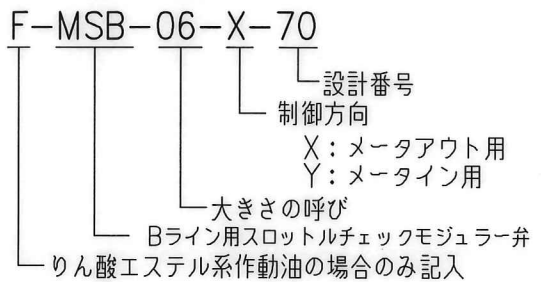 F-MSB-06-X-70
設計番号
制御方向
X：メータアウト用
Y：メータイン用
大きさの呼び
Bライン用スロットルチェックモジュラー弁
りん酸エステル系作動油の場合のみ記入